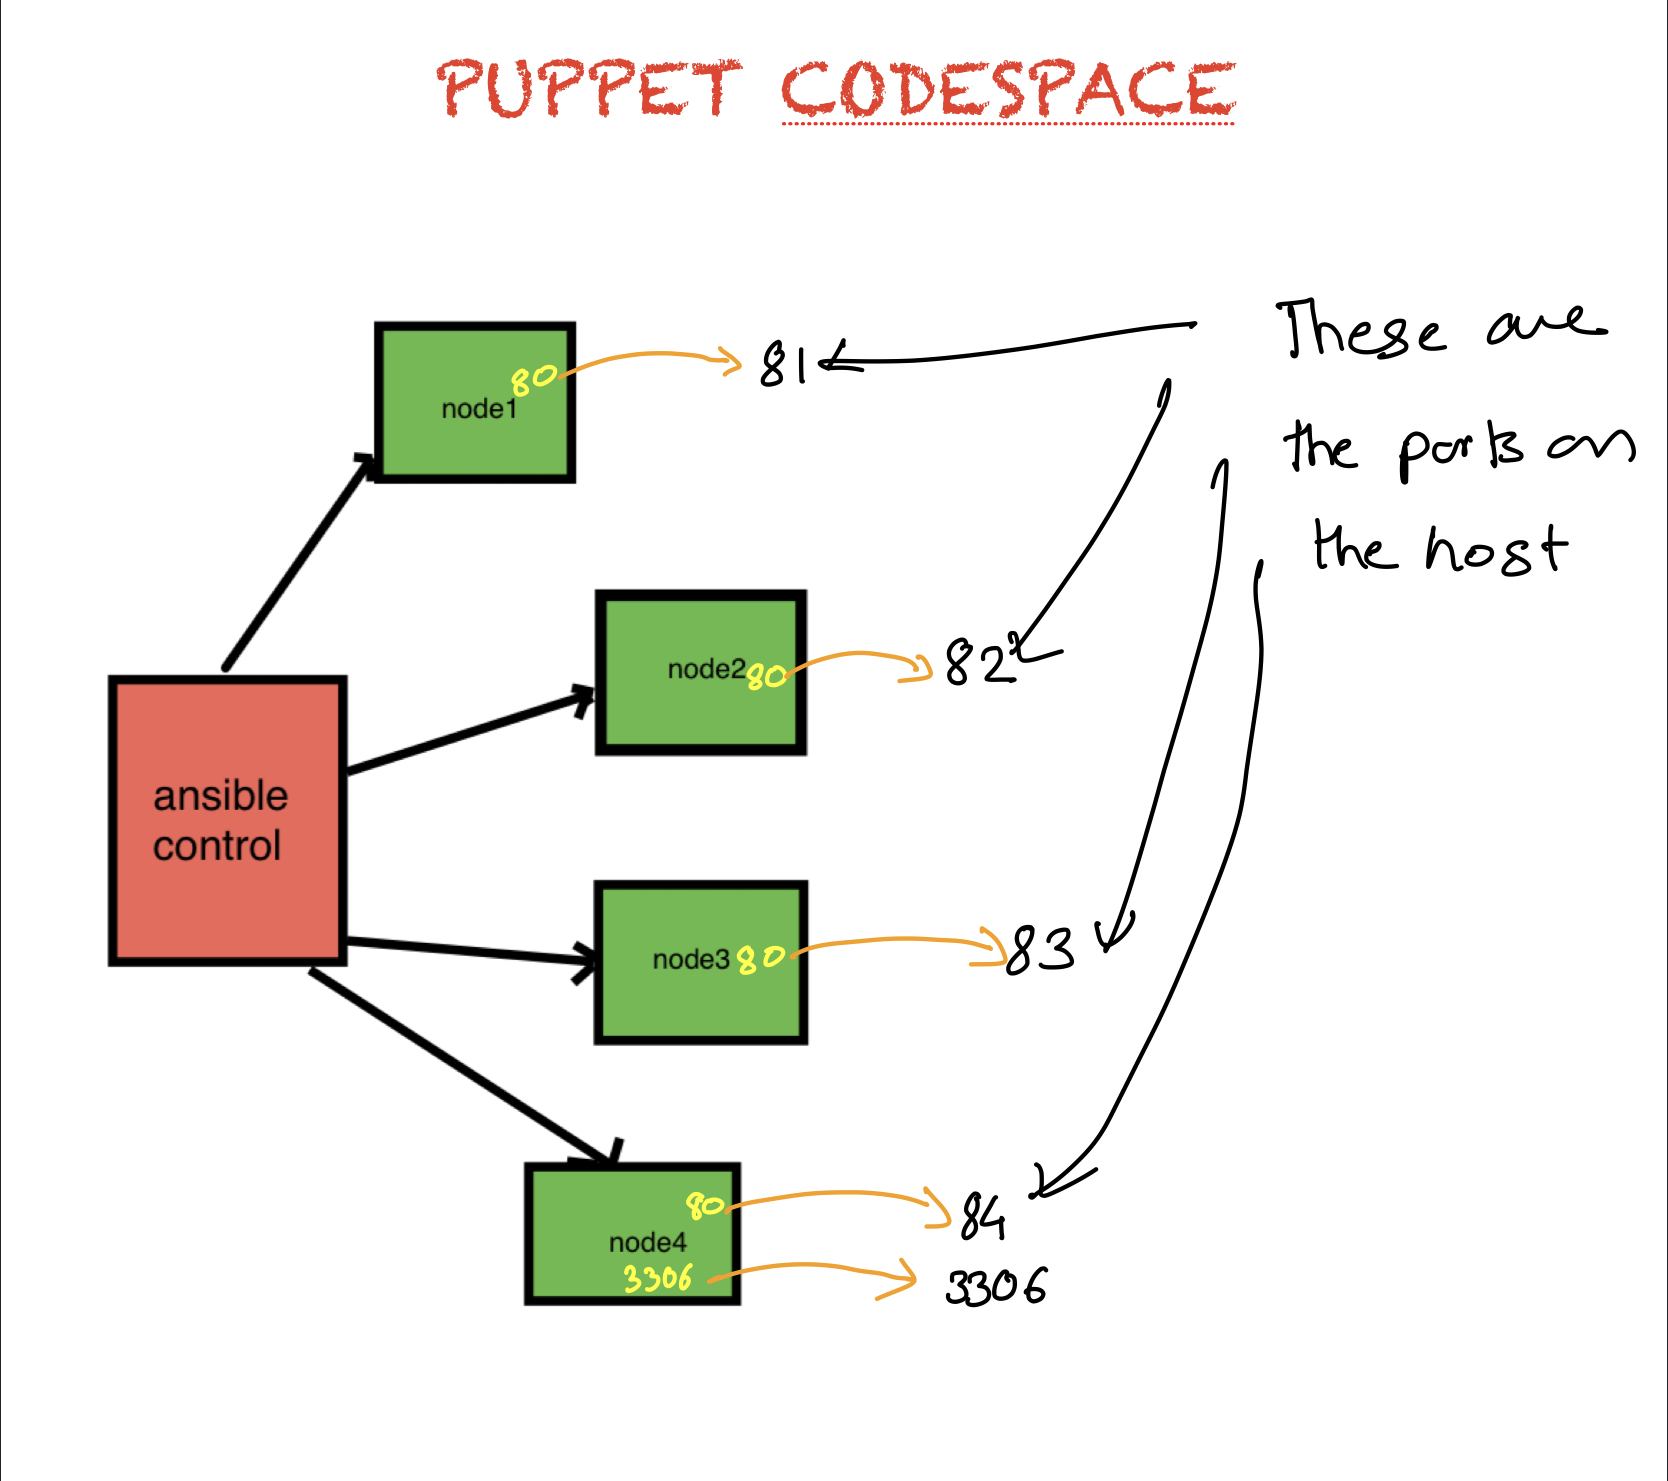 PUPPET CODESPACE
80
node1
81
These are
the ports on
the host
node2
80
82
ansible
control
node3
80
83
80
node4
3306
84
3306